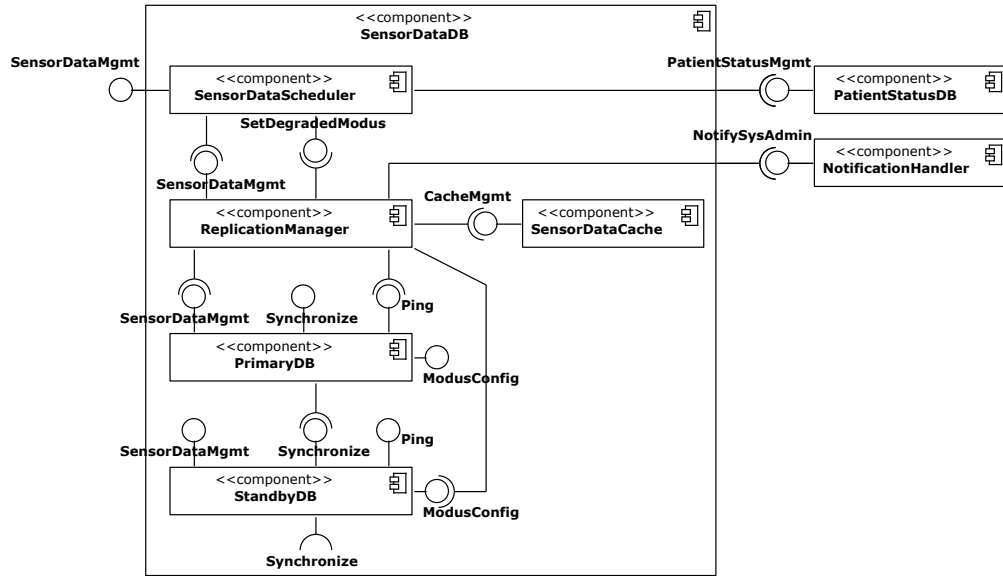 <<component>>
SensorDataDB
SensorDataMgmt
<<component>>
SensorDataScheduler
PatientStatusMgmt
<<component>>
PatientStatusDB
SetDegradedModus
NotifySysAdmin
<<component>>
NotificationHandler
SensorDataMgmt
<<component>>
ReplicationManager
CacheMgmt
<<component>>
SensorDataCache
SensorDataMgmt
Synchronize
Ping
<<component>>
PrimaryDB
ModusConfig
SensorDataMgmt
Synchronize
Ping
<<component>>
StandbyDB
ModusConfig
Synchronize